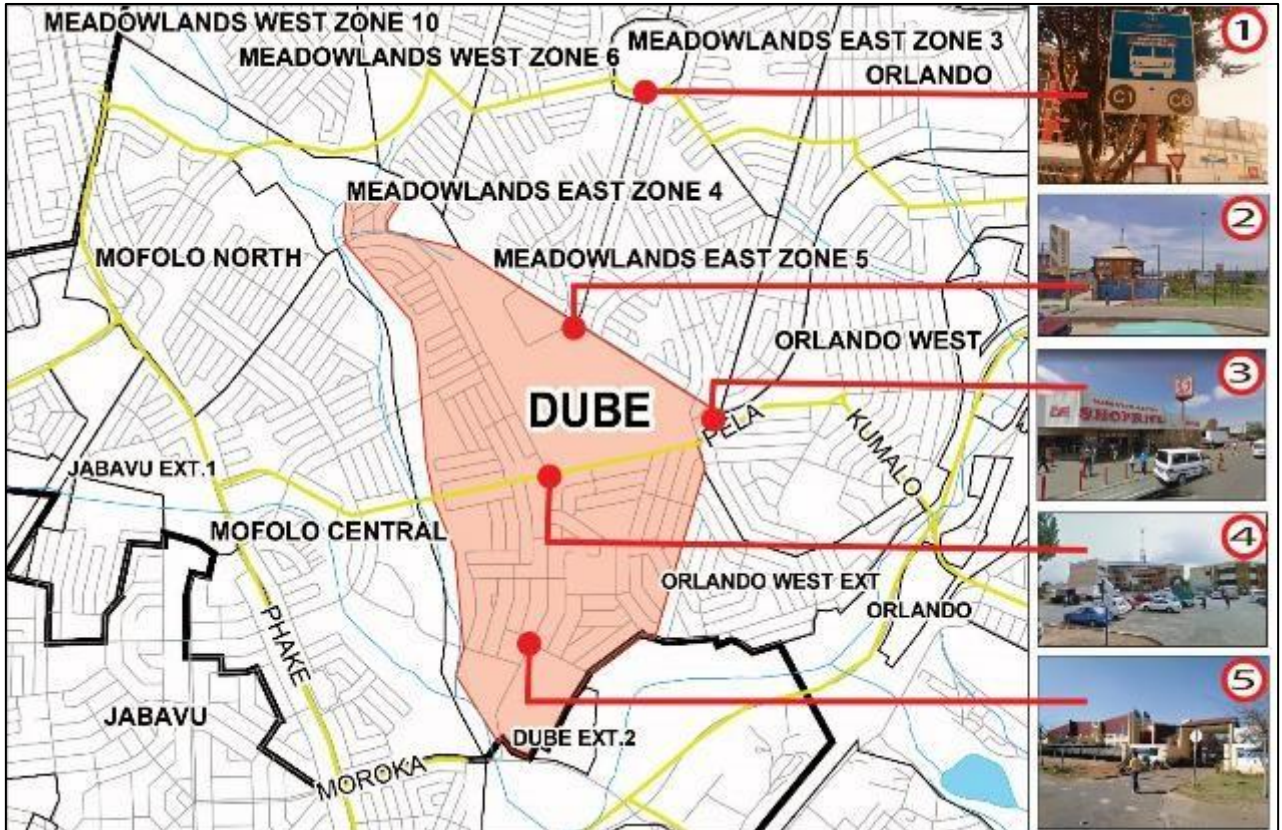 MEADOWLANDS WEST ZONE 10
MEADOWLANDS WEST ZONE 6
MEADOWLANDS EAST ZONE 3
ORLANDO
MEADOWLANDS EAST ZONE 4
MOFOLO NORTH
MEADOWLANDS EAST ZONE 5
ORLANDO WEST
DUBE
PELA
KUMALO
JABAVU EXT.1
MOFOLO CENTRAL
ORLANDO WEST EXT
ORLANDO
PHAKE
JABAVU
DUBE EXT.2
MOROKA
1
C1
C6
2
3
SHOPRITE
4
5